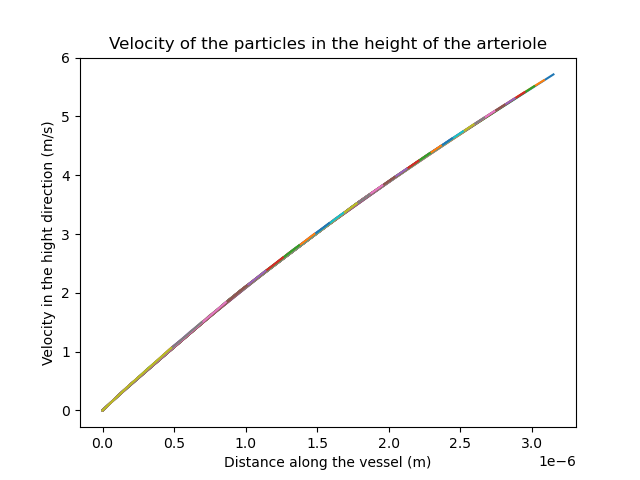 Velocity of the particles in the height of the arteriole
Velocity in the hight direction (m/s)
6
5
4
3
2
1
0
0.0 0.5 1.0 1.5 2.0 2.5 3.0
1e−6
Distance along the vessel (m)